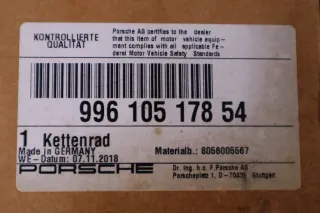 KONTROLLIERTE
QUALITÄT
Porsche AG certifies to the dealer
that this item of motor vehicle equip-
ment complies with all applicable Fe-
deral Motor Vehicle Safety Standards
996 105 178 54
1 Kettenrad
Made in GERMANY
Materialb.: 8056005567
WE-Datum: 07.11.2018
PORSCHE
Dr. Ing. h.c. F. Porsche AG
Porscheplatz 1, D-70435 Stuttgart